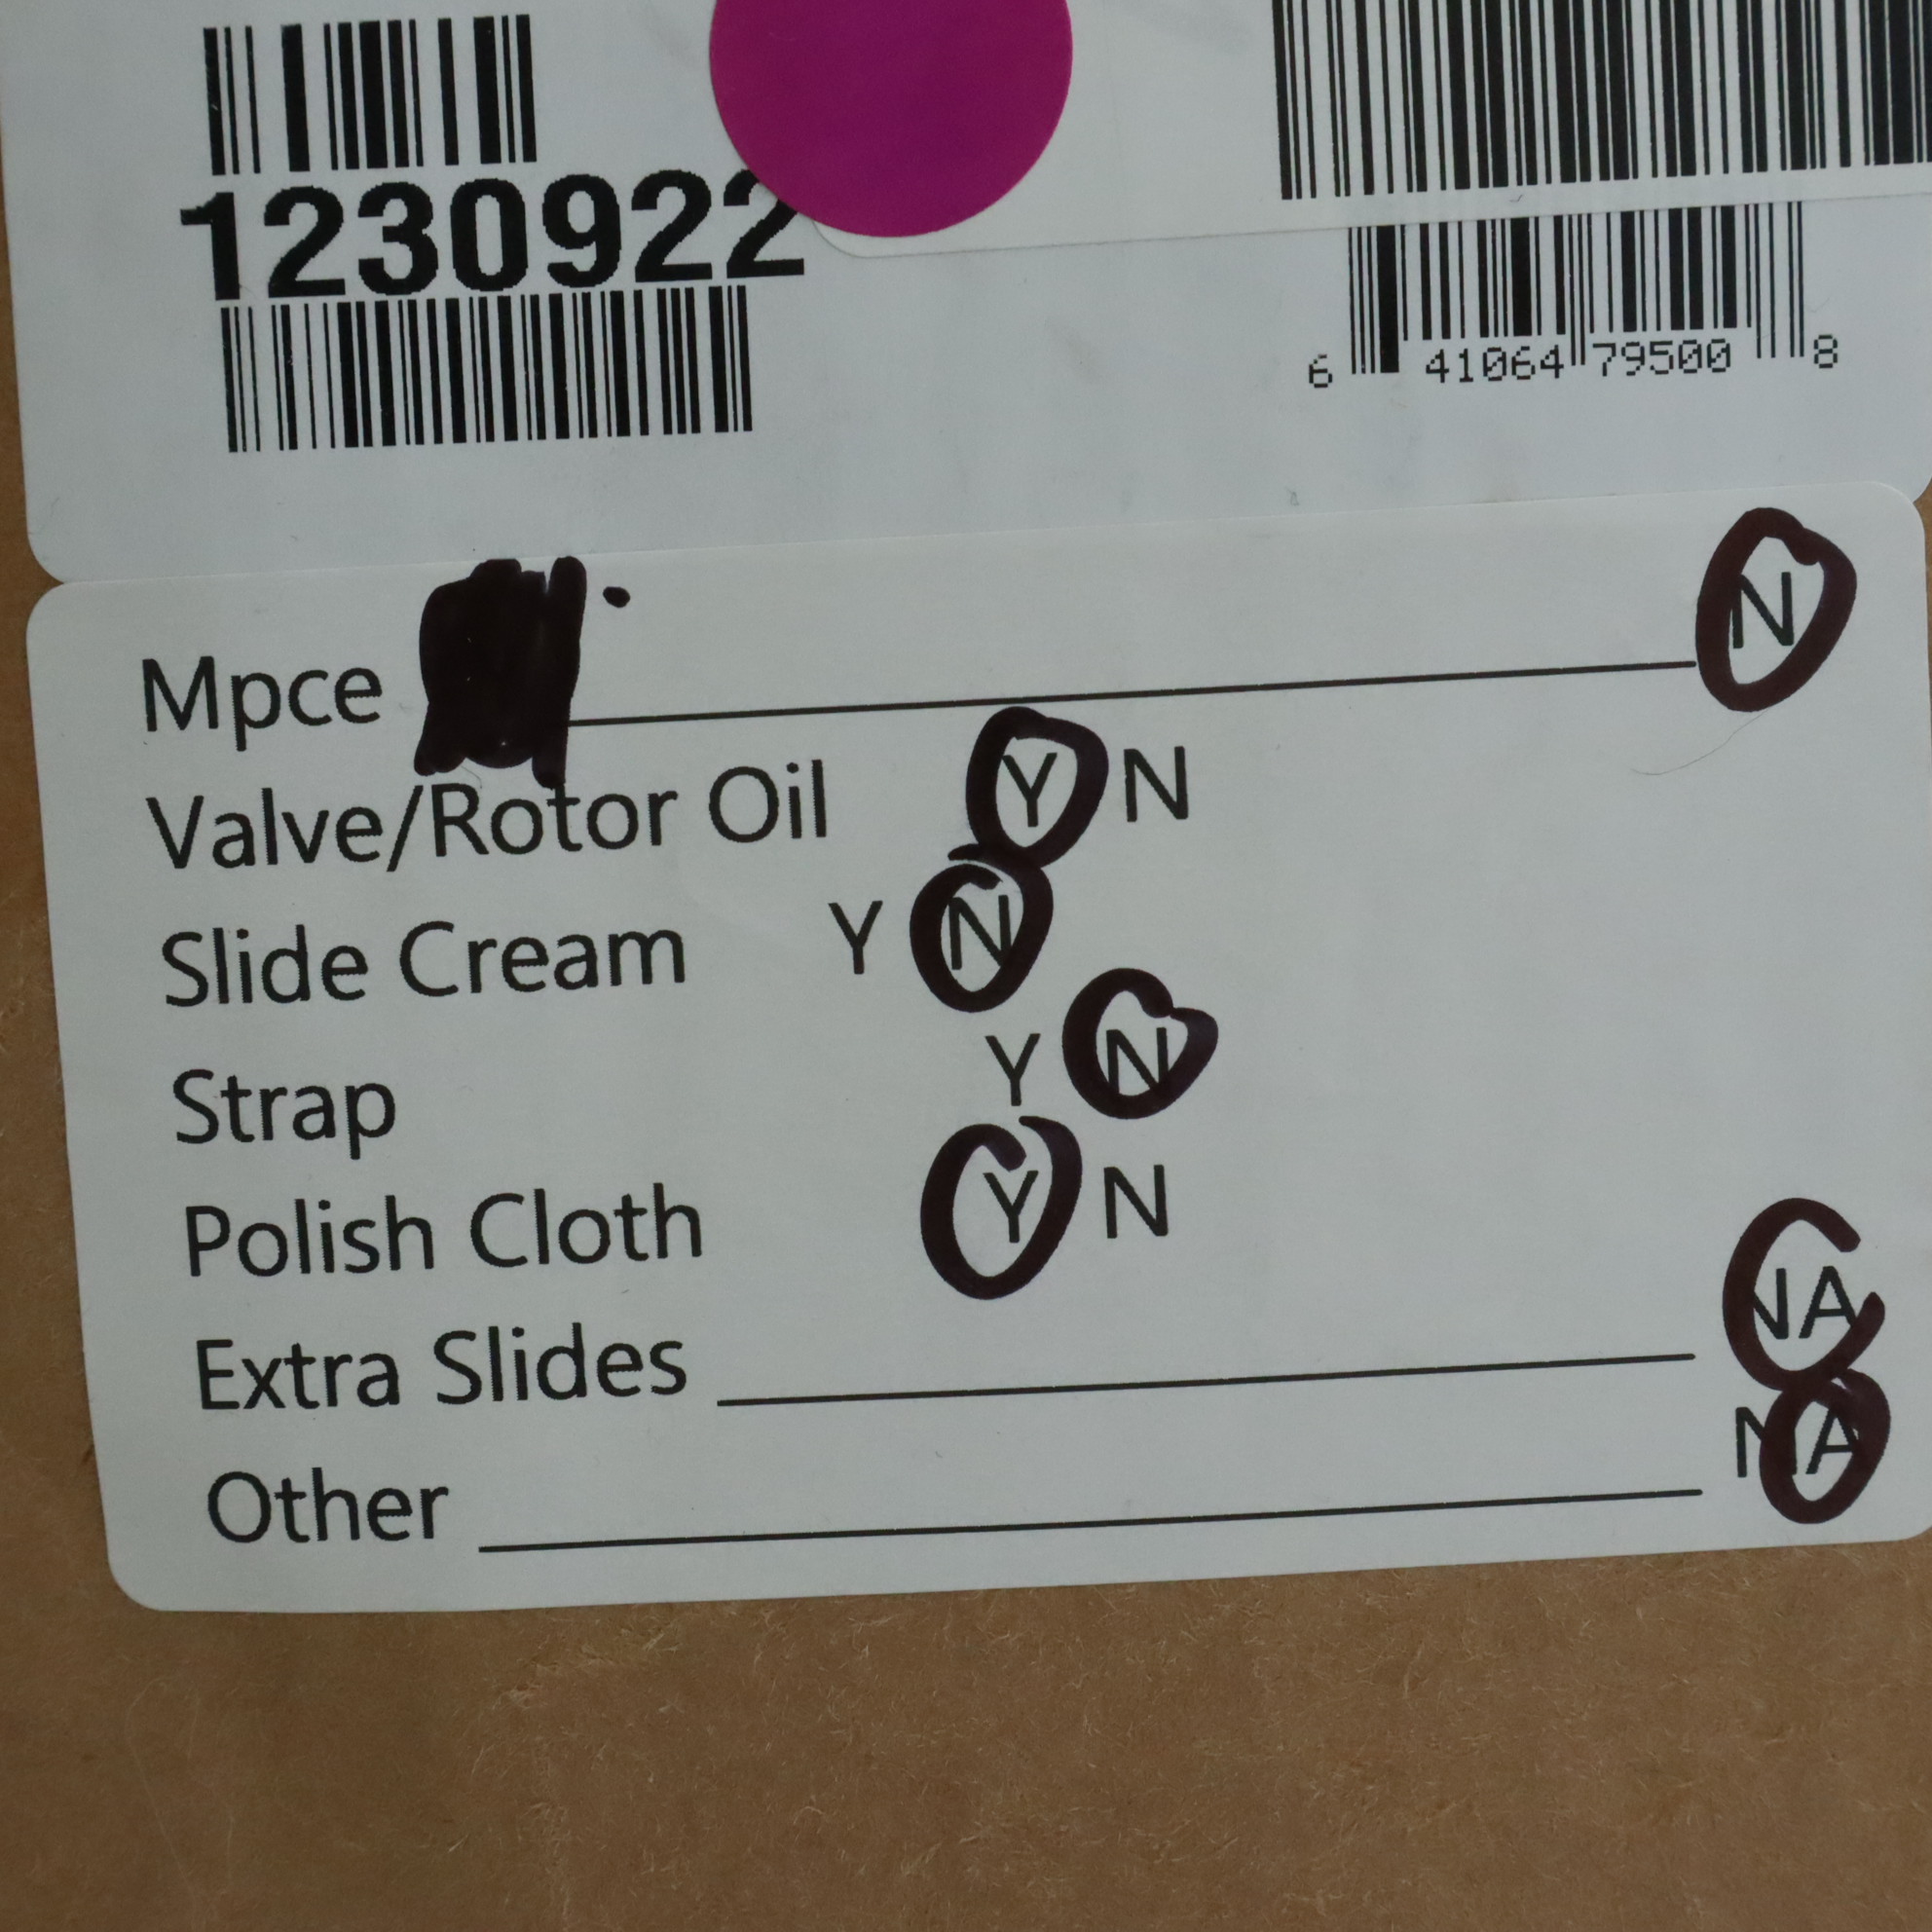 1230922
6 41064 79500 8
Mpce N
Valve/Rotor Oil Y N
Slide Cream Y N
Strap Y N
Polish Cloth Y N
Extra Slides NA
Other NA